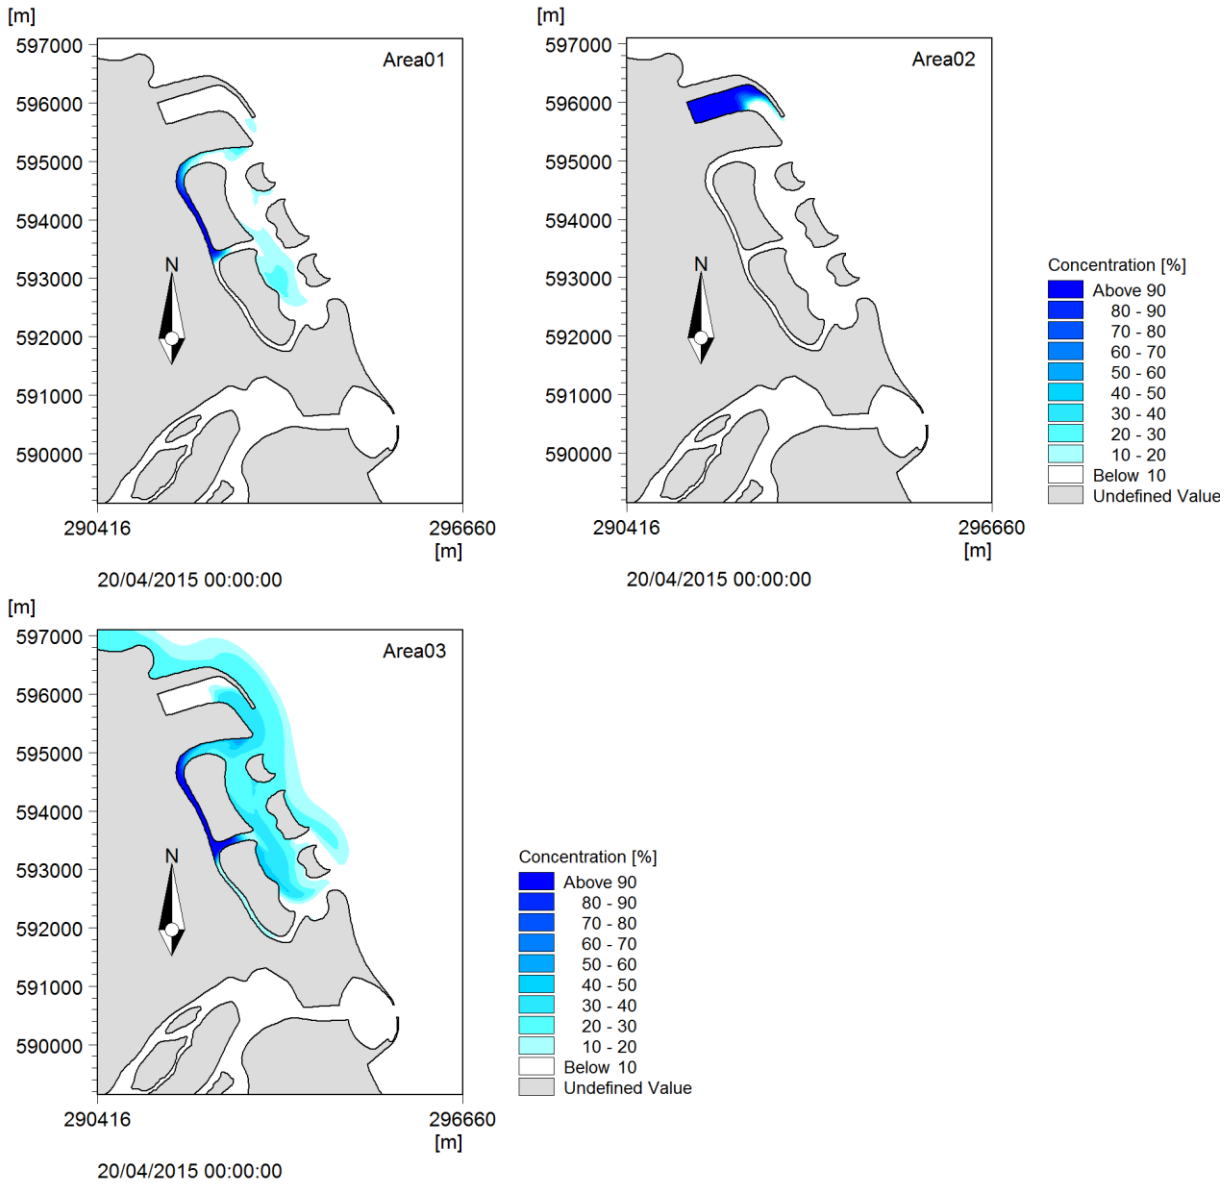 [m]
597000
596000
595000
594000
593000
592000
591000
590000
Area01
N
290416
296660
[m]
20/04/2015 00:00:00
[m]
597000
596000
595000
594000
593000
592000
591000
590000
Area02
N
290416
296660
[m]
20/04/2015 00:00:00
Concentration [%]
Above 90
80 - 90
70 - 80
60 - 70
50 - 60
40 - 50
30 - 40
20 - 30
10 - 20
Below 10
Undefined Value
[m]
597000
596000
595000
594000
593000
592000
591000
590000
Area03
N
290416
296660
[m]
20/04/2015 00:00:00
Concentration [%]
Above 90
80 - 90
70 - 80
60 - 70
50 - 60
40 - 50
30 - 40
20 - 30
10 - 20
Below 10
Undefined Value